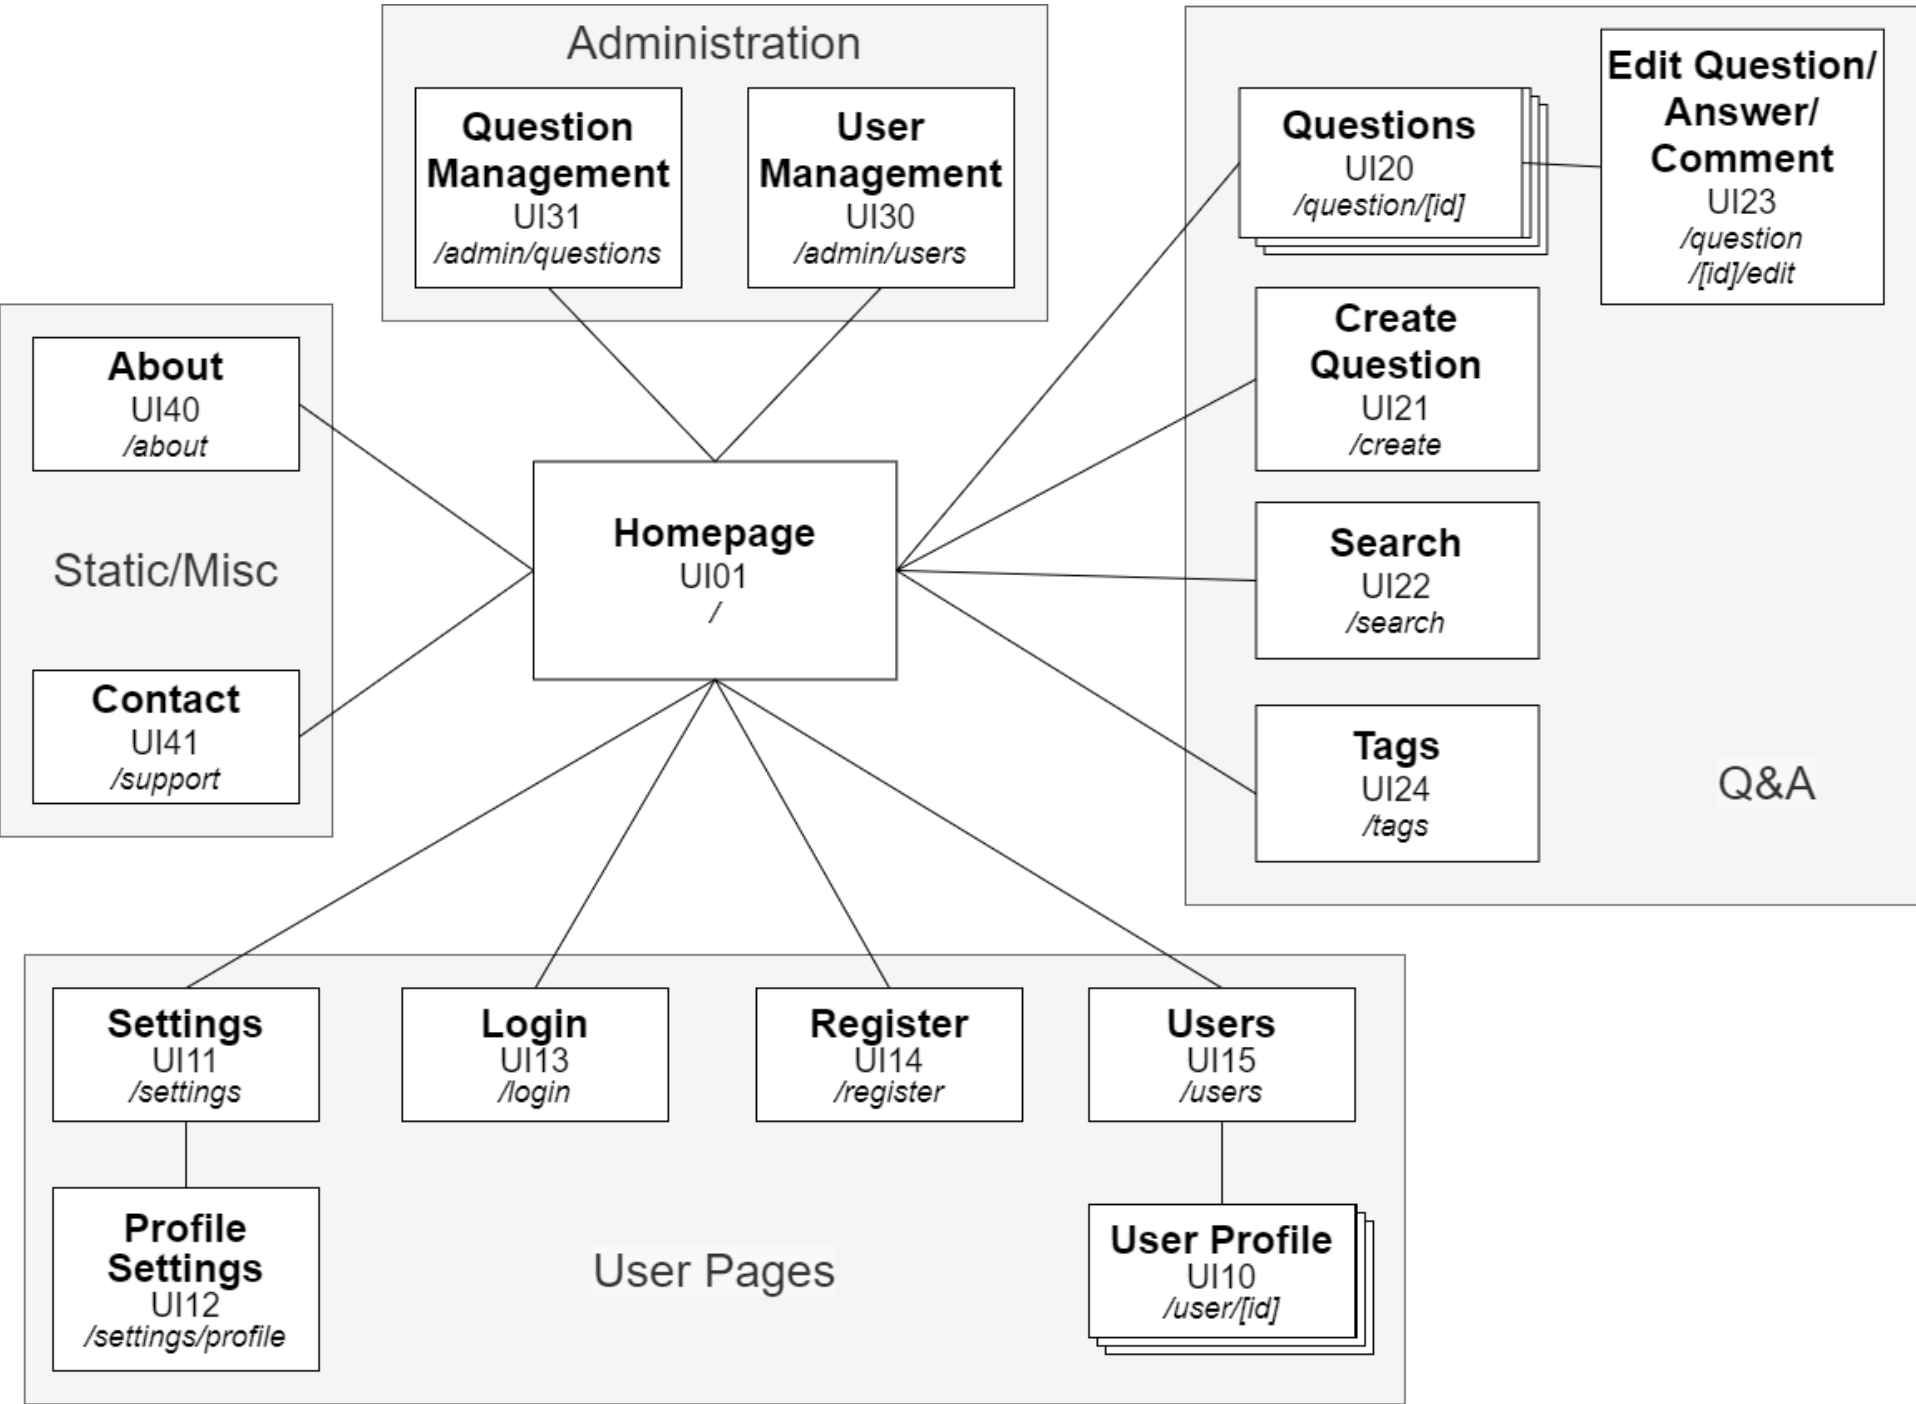 Administration
Question
Management
UI31
/admin/questions
User
Management
UI30
/admin/users
Questions
UI20
/question/[id]
Edit Question/
Answer/
Comment
UI23
/question
/[id]/edit
Create
Question
UI21
/create
Search
UI22
/search
Tags
UI24
/tags
Q&A
About
UI40
/about
Static/Misc
Contact
UI41
/support
Homepage
UI01
/
Settings
UI11
/settings
Login
UI13
/login
Register
UI14
/register
Users
UI15
/users
Profile
Settings
UI12
/settings/profile
User Pages
User Profile
UI10
/user/[id]